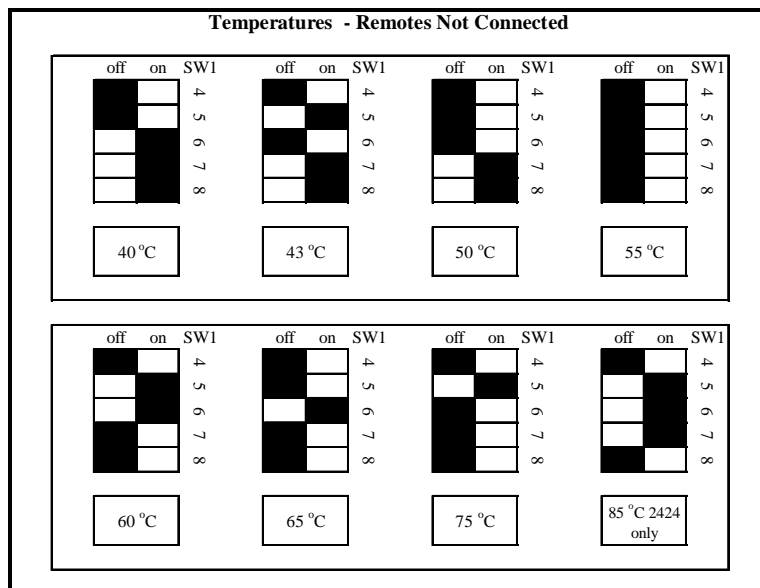 Temperatures - Remotes Not Connected
off on SW1 off on SW1 off on SW1 off on SW1
4 4 4 4
5 5 5 5
6 6 6 6
7 7 7 7
8 8 8 8
40 °C 43 °C 50 °C 55 °C
off on SW1 off on SW1 off on SW1 off on SW1
4 4 4 4
5 5 5 5
6 6 6 6
7 7 7 7
8 8 8 8
60 °C 65 °C 75 °C 85 °C 2424
only